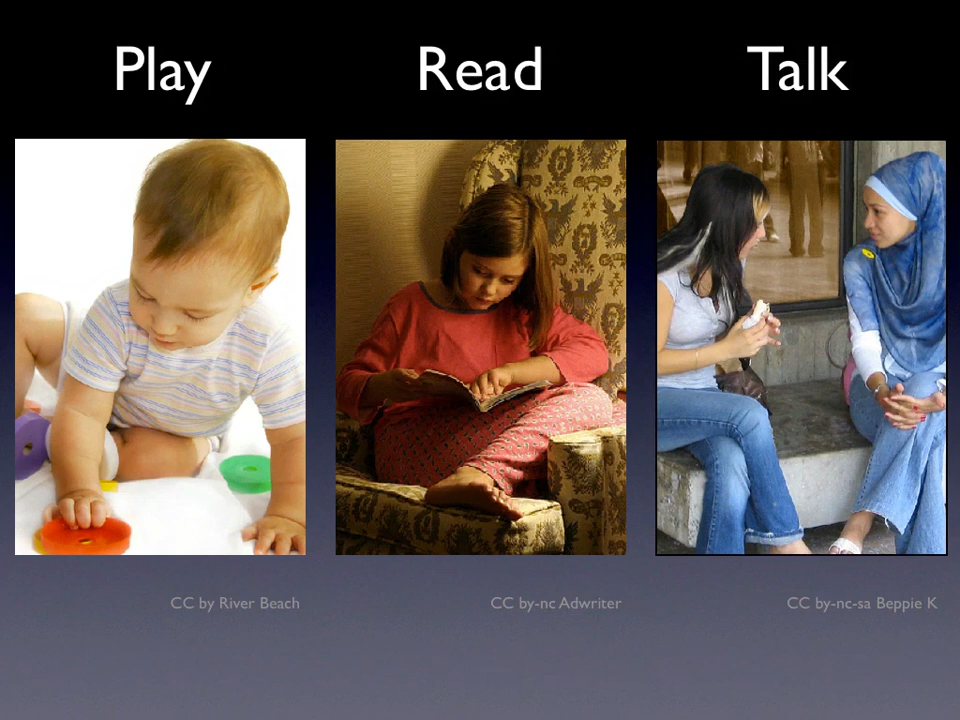 Play
Read
Talk
CC by River Beach
CC by-nc Adwriter
CC by-nc-sa Beppie K